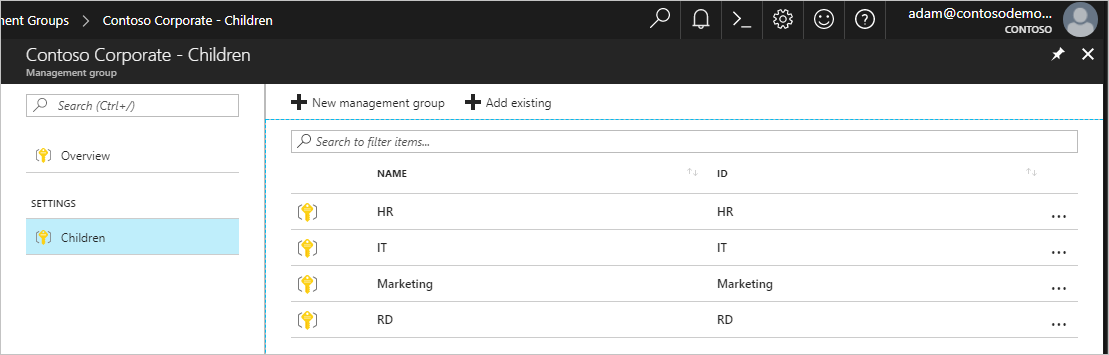 nent Groups > Contoso Corporate - Children
adam@contosodemo...
CONTOSO
Contoso Corporate - Children
Management group
Search (Ctrl+/)
Overview
SETTINGS
Children
New management group Add existing
Search to filter items...
NAME ID
HR HR ...
IT IT ...
Marketing Marketing ...
RD RD ...